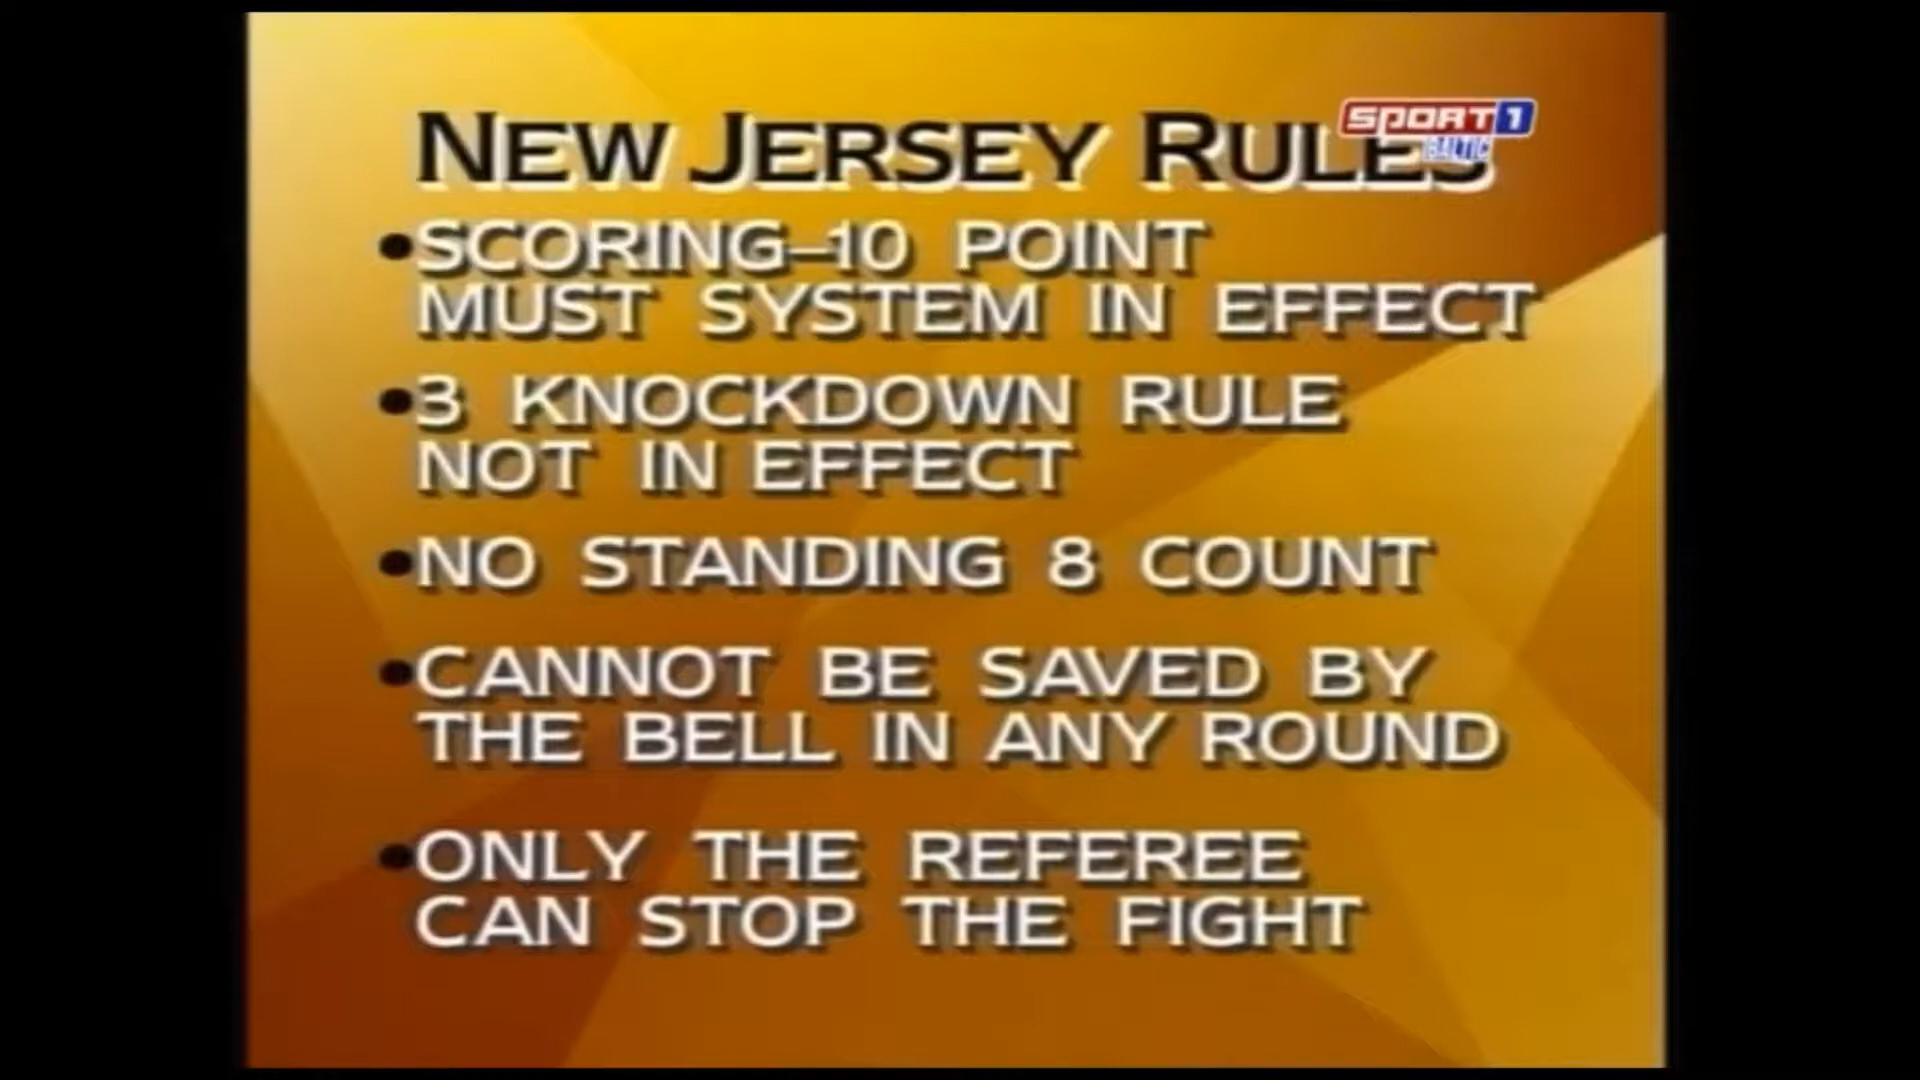 NEW JERSEY RULES
SPORT1
BALTIC
•SCORING–10 POINT
MUST SYSTEM IN EFFECT
•3 KNOCKDOWN RULE
NOT IN EFFECT
•NO STANDING 8 COUNT
•CANNOT BE SAVED BY
THE BELL IN ANY ROUND
•ONLY THE REFEREE
CAN STOP THE FIGHT